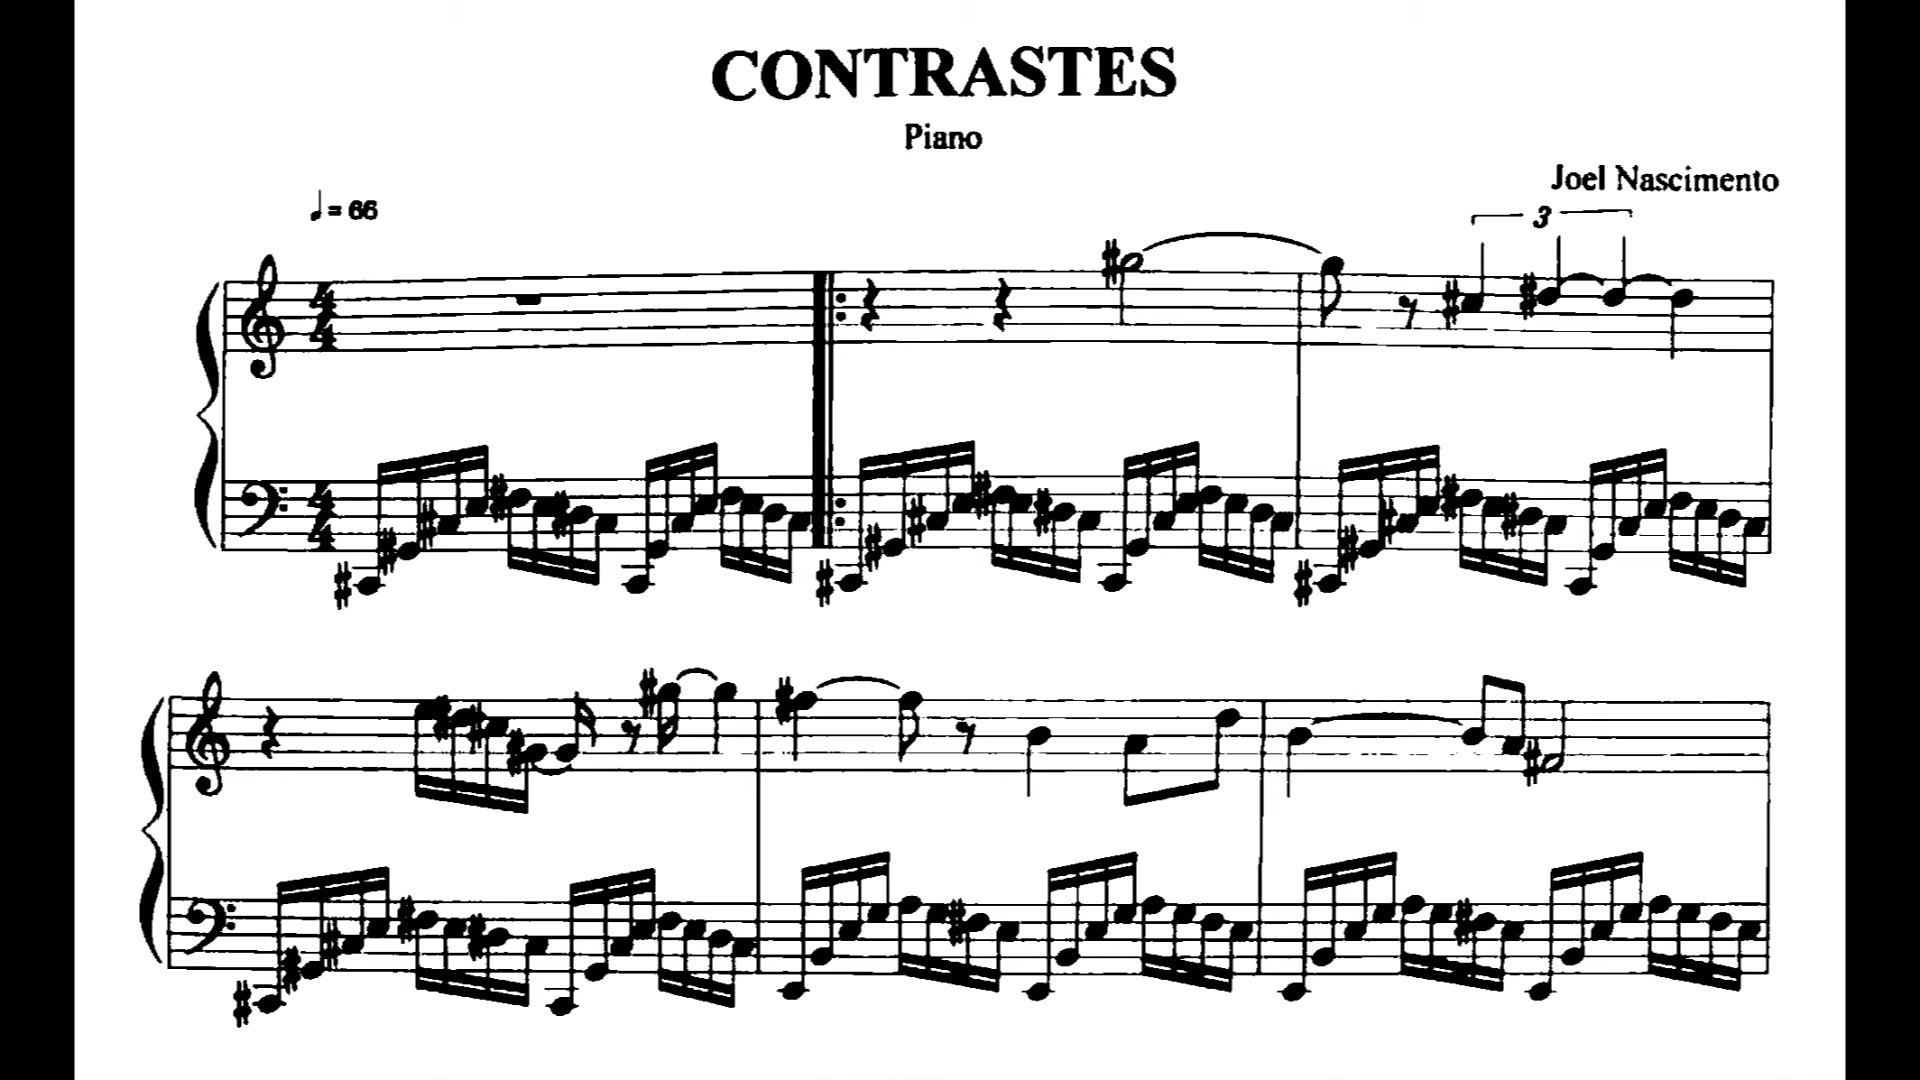 CONTRASTES
Piano
Joel Nascimento
♩= 66
3